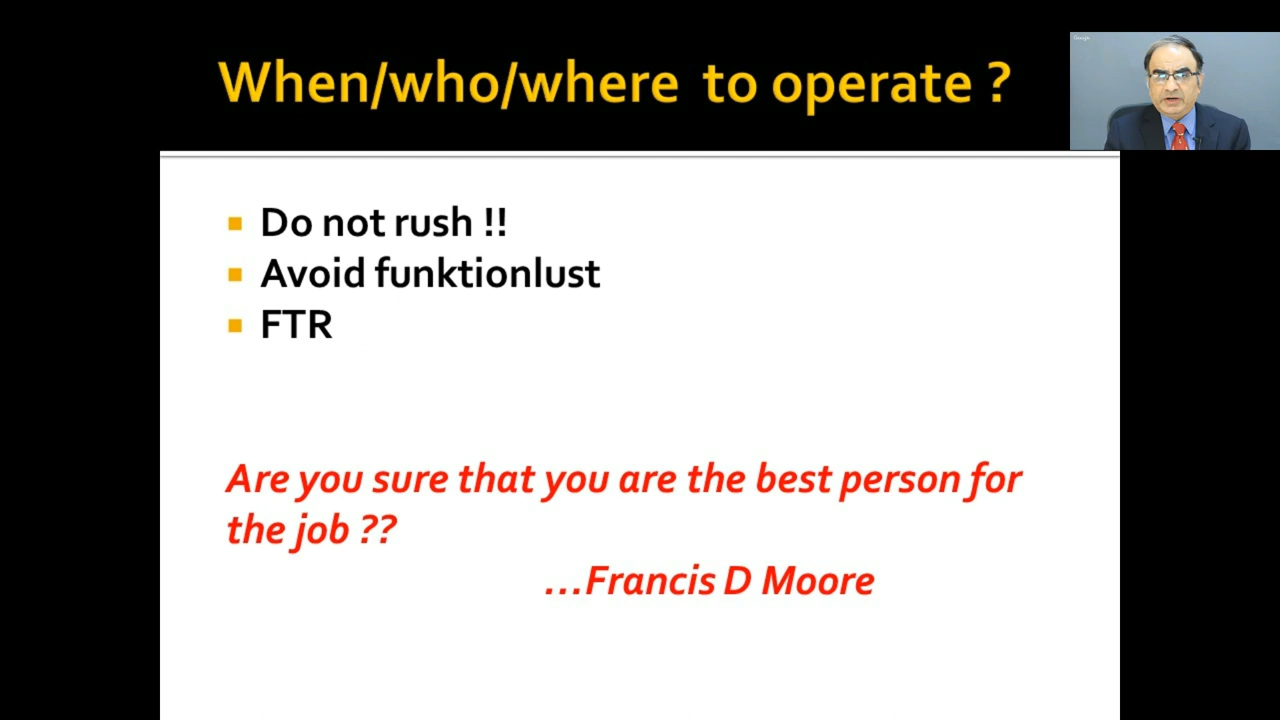 When/who/where to operate ?
Do not rush !!
Avoid funktionlust
FTR
Are you sure that you are the best person for
the job ??
...Francis D Moore